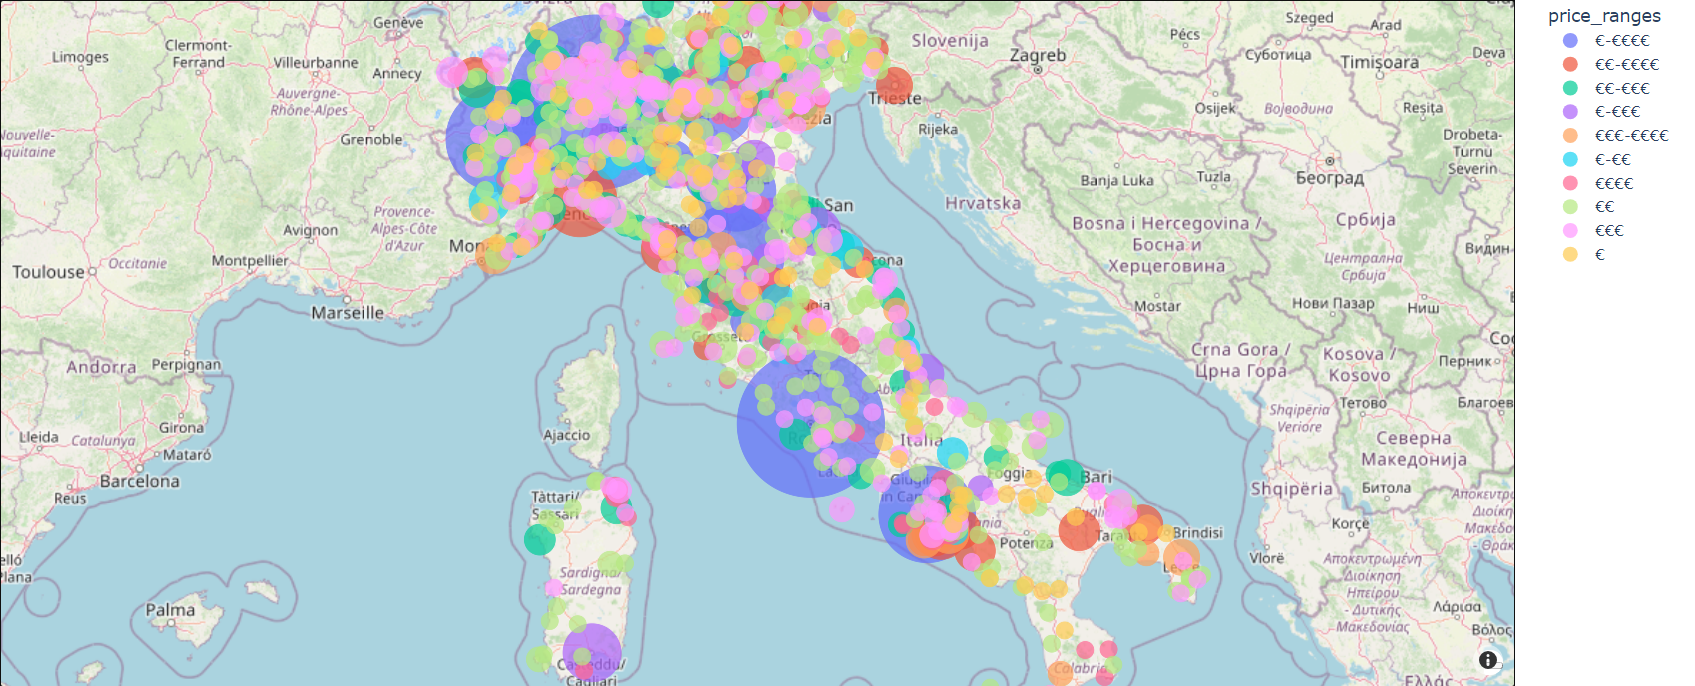 Genève
Limoges
Clermont-
Ferrand
Villeurbanne
Annecy
Auvergne-
Rhône-Alpes
Grenoble
Nouvelle-
Aquitaine
Provence-
Alpes-Côte
d'Azur
Avignon
Montpellier
Occitanie
Toulouse
Marseille
Andorra
Perpignan
Girona
Lleida
Catalunya
Mataró
Barcelona
Reus
Palma
Ajaccio
Tàttari/
Sassari
Sardigna/
Sardegna
Casteddu/
Cagliari
Grosseto
Italia
Foggia
Bari
Potenza
Brindisi
Lecce
Calabria
Slovenija
Zagreb
Trieste
Rijeka
Hrvatska
Banja Luka
Tuzla
Bosna i Hercegovina /
Босна и
Херцеговина
Mostar
Pécs
Szeged
Arad
Суботица
Timișoara
Deva
Osijek
Војводина
Reșița
Drobeta-
Turnu
Severin
Београд
Србија
Видин
Централна
Србија
Нови Пазар
Ниш
Crna Gora /
Црна Гора
Kosova /
Kosovo
Перник
Shqipëria
Veriore
Тетово
Благоев
Северна
Македонија
Shqipëria
Битола
Korçë
Vlorë
Αποκεντρωμένη
Διοίκηση
Ηπείρου
- Δυτικής
Μακεδονίας
Λάρισα
Βόλος
Ελλάς
price_ranges
€-€€€€
€€-€€€€
€€-€€€
€-€€€
€€€-€€€€
€-€€
€€€€
€€
€€€
€